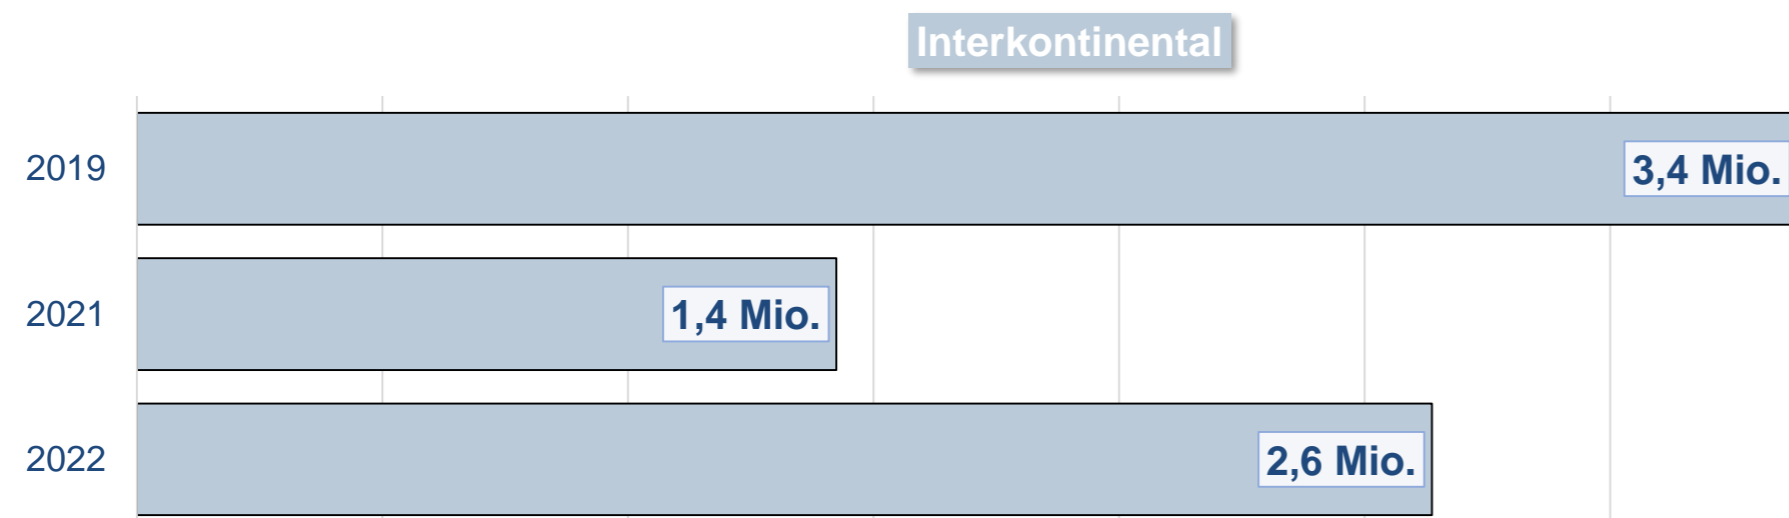 Interkontinental
2019
3,4 Mio.
2021
1,4 Mio.
2022
2,6 Mio.